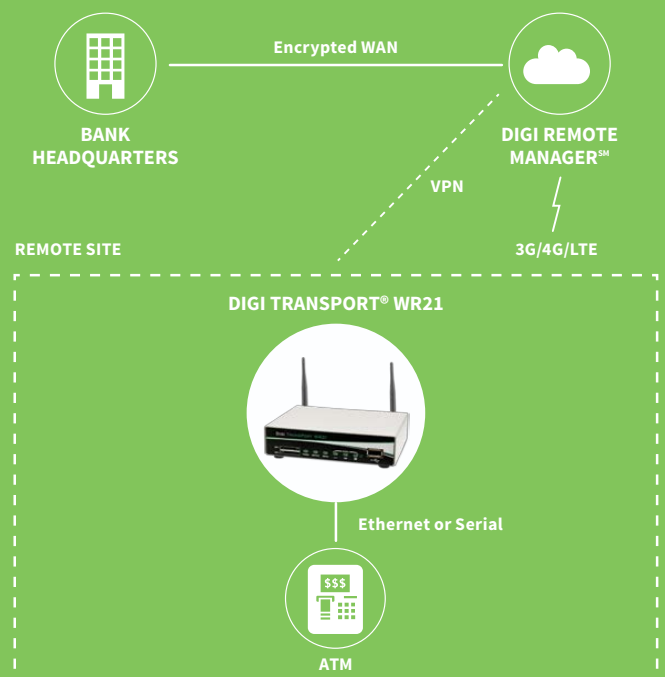 Encrypted WAN
BANK
HEADQUARTERS
DIGI REMOTE
MANAGER℠
VPN
REMOTE SITE
3G/4G/LTE
DIGI TRANSPORT® WR21
Ethernet or Serial
$$$
ATM